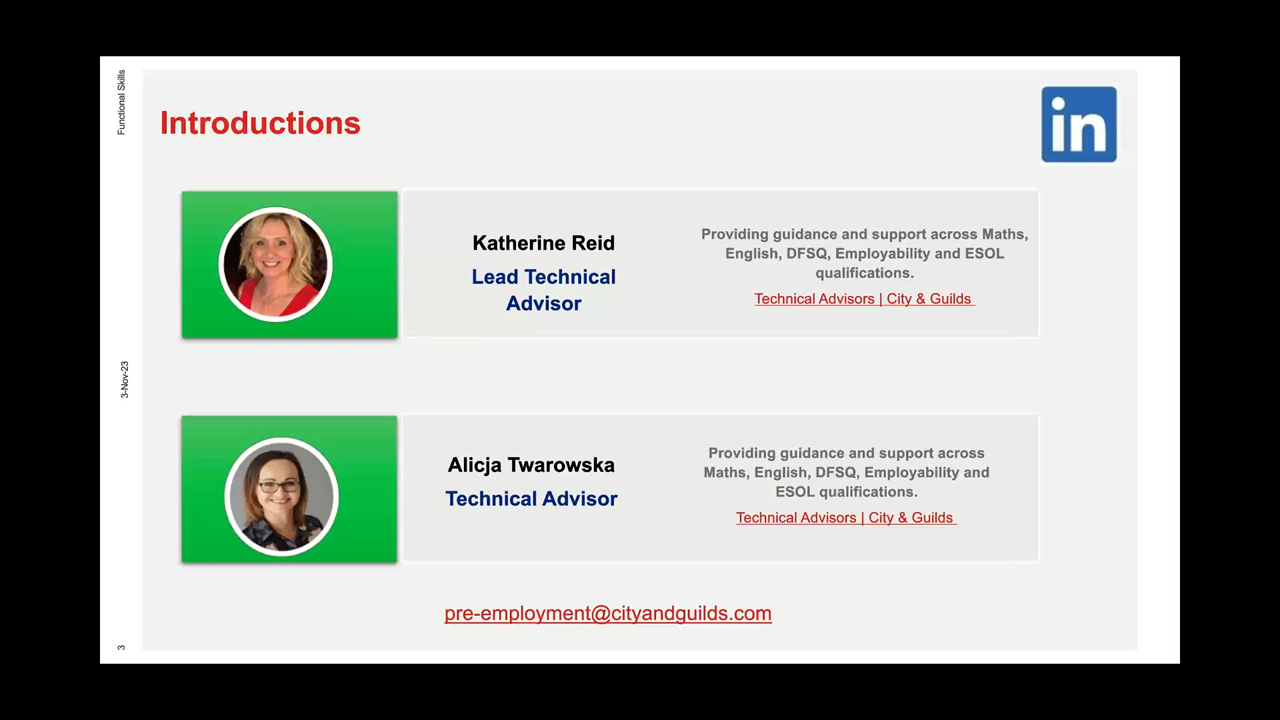 Functional Skills
Introductions
in
Katherine Reid
Lead Technical
Advisor
Providing guidance and support across Maths,
English, DFSQ, Employability and ESOL
qualifications.
Technical Advisors | City & Guilds
3-Nov-23
Alicja Twarowska
Technical Advisor
Providing guidance and support across
Maths, English, DFSQ, Employability and
ESOL qualifications.
Technical Advisors | City & Guilds
pre-employment@cityandguilds.com
3